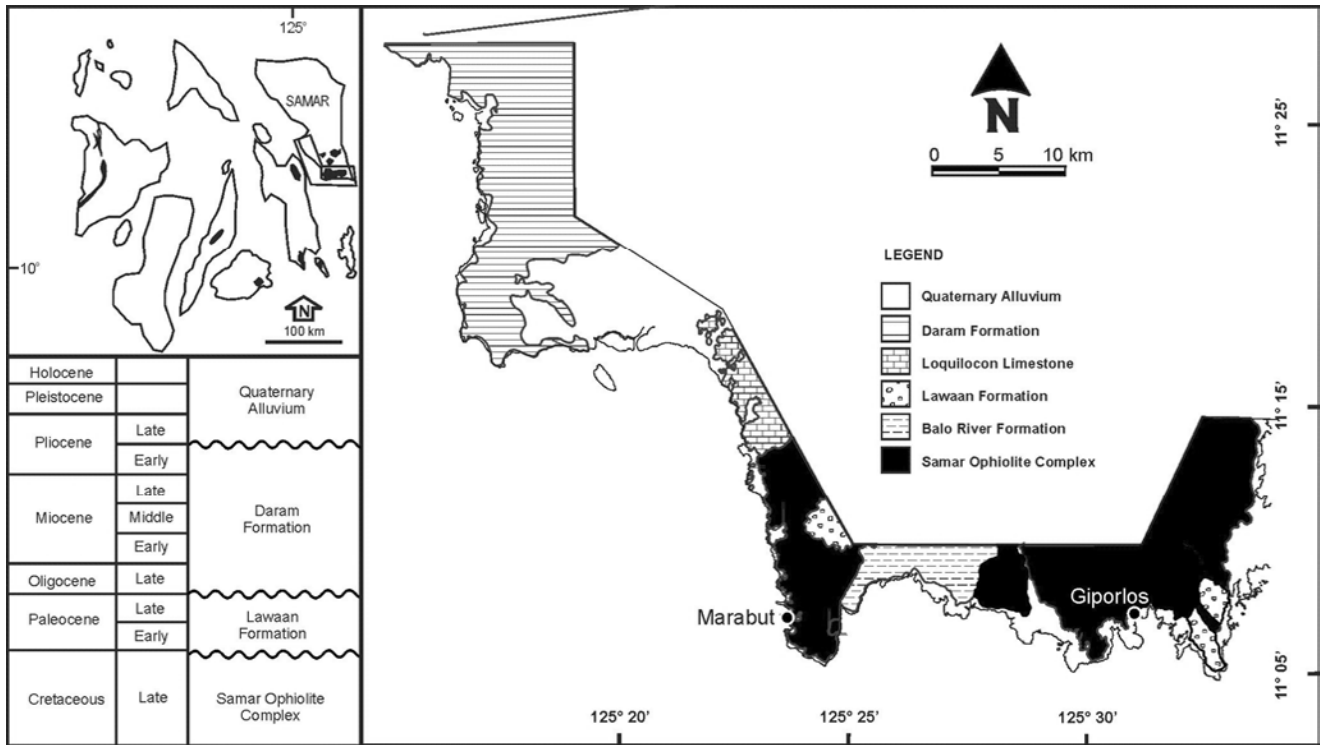 125°
SAMAR
10°
N
100 km
Holocene
Pleistocene
Quaternary
Alluvium
Pliocene
Late
Early
Miocene
Late
Middle
Early
Daram
Formation
Oligocene
Late
Paleocene
Late
Early
Lawaan
Formation
Cretaceous
Late
Samar Ophiolite
Complex
N
0 5 10 km
LEGEND
Quaternary Alluvium
Daram Formation
Loquilocon Limestone
Lawaan Formation
Balo River Formation
Samar Ophiolite Complex
Marabut
Giporlos
11° 25’
11° 15’
11° 05’
125° 20’
125° 25’
125° 30’